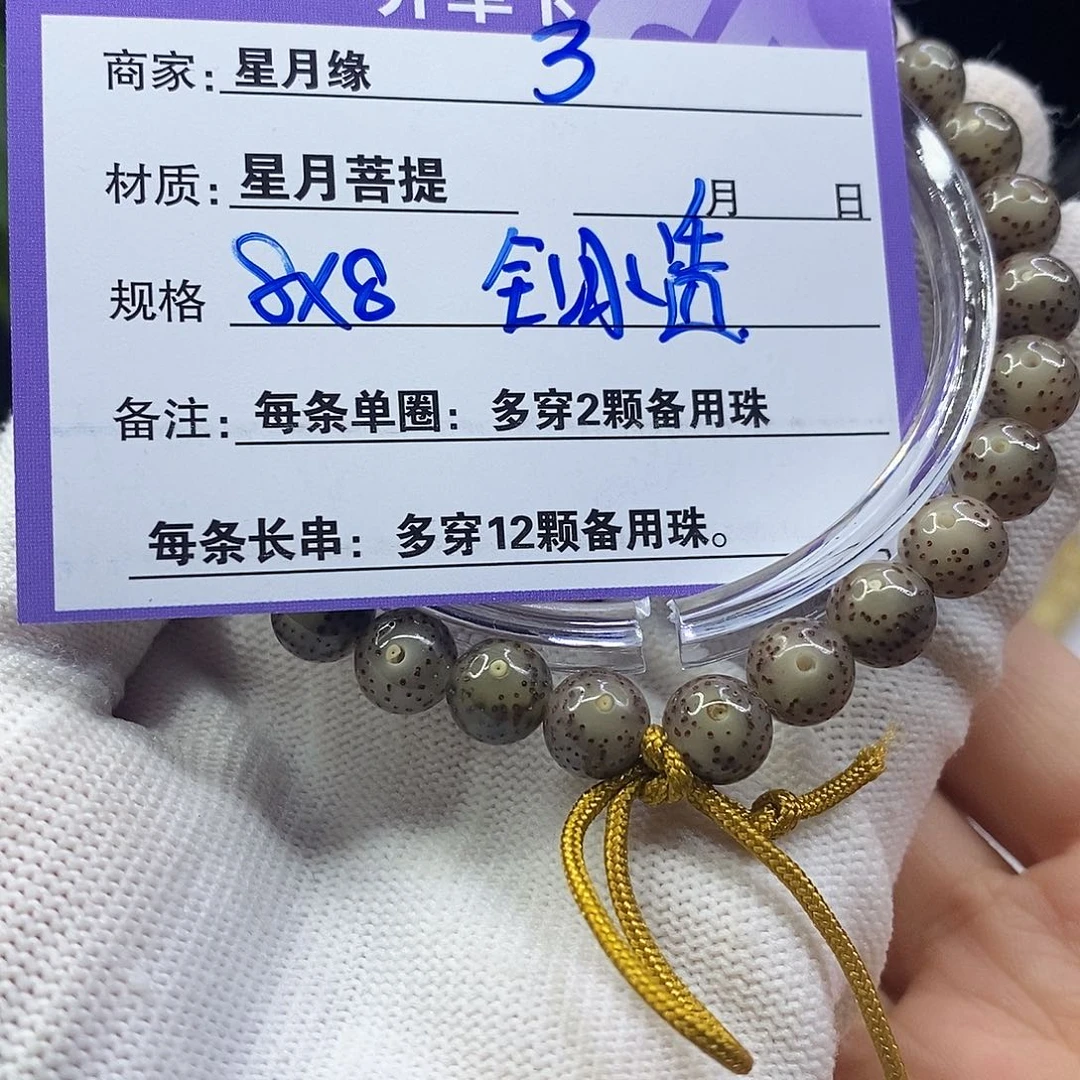 商家：星月缘 3
材质：星月菩提 月 日
规格 8X8 全阴
备注：每条单圈：多穿2颗备用珠
每条长串：多穿12颗备用珠。